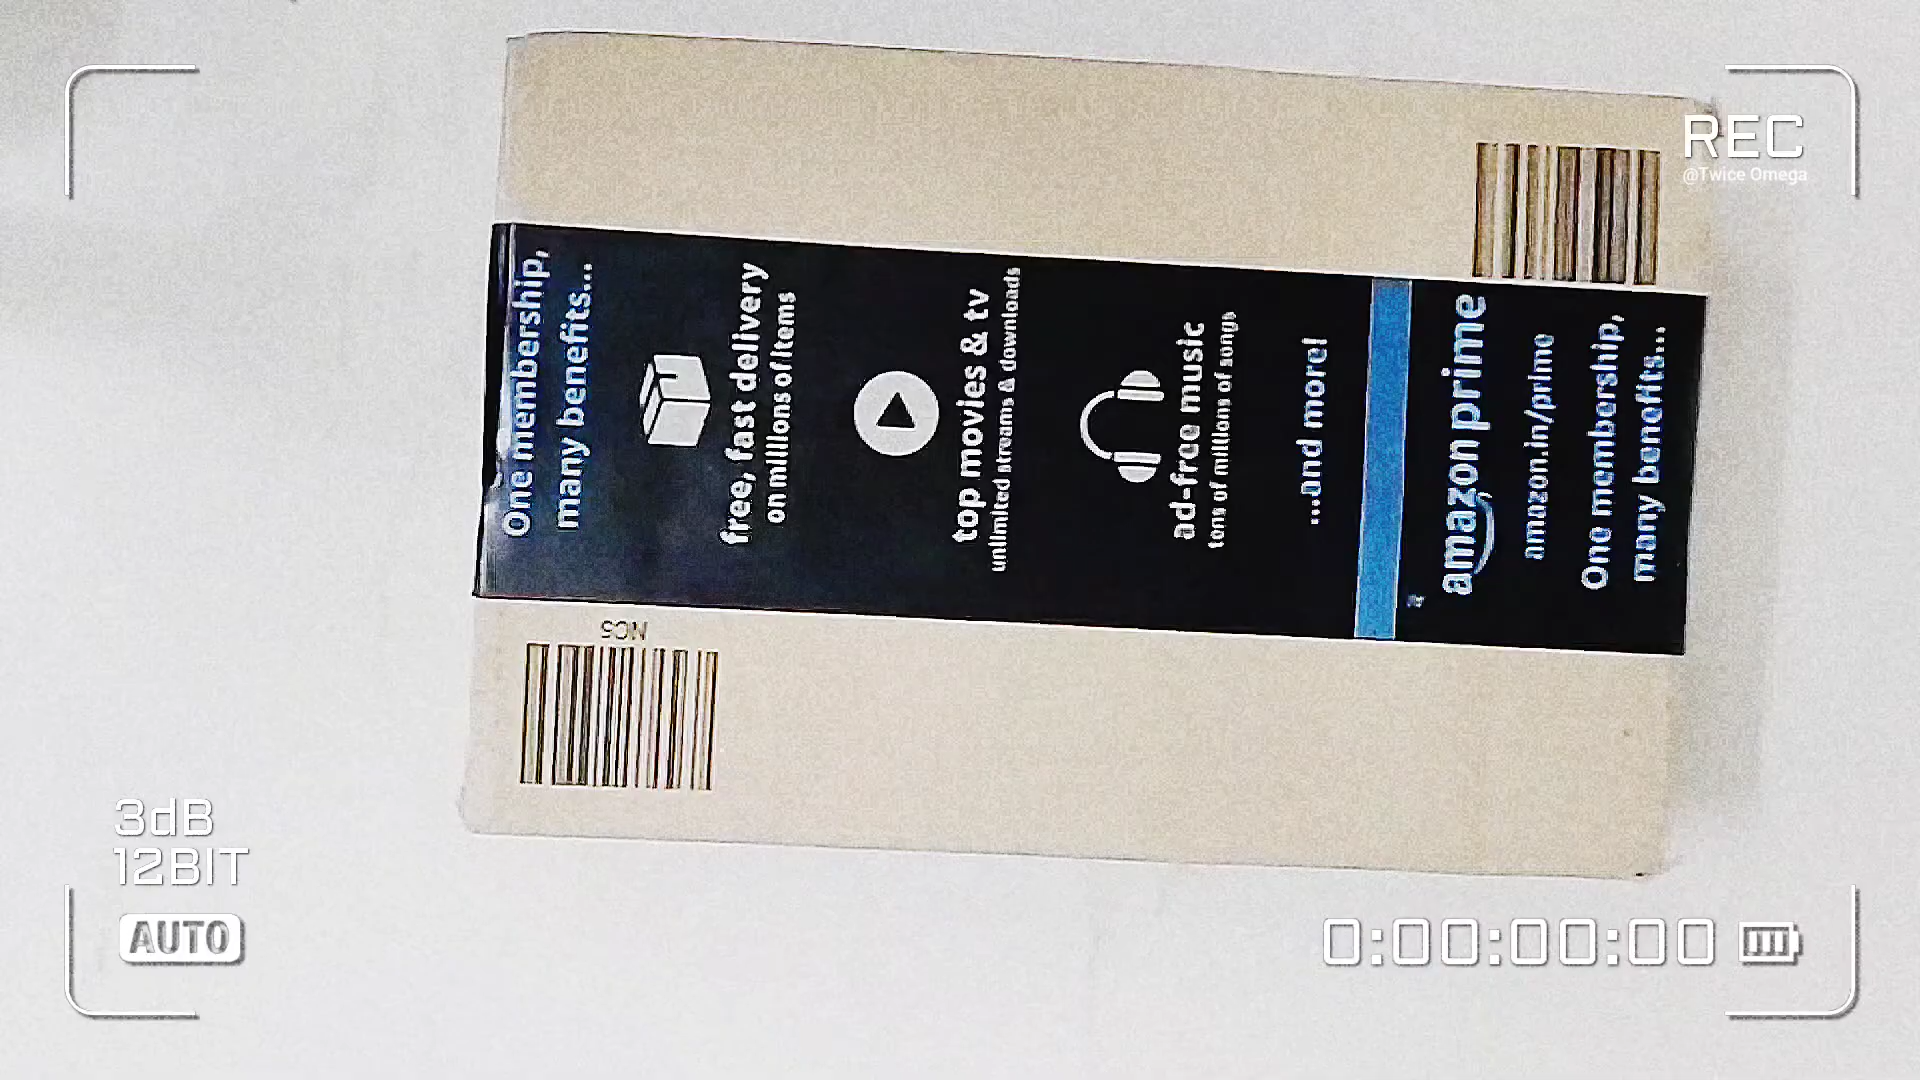 REC
@Twice Omega
One membership,
many benefits...
free, fast delivery
on millions of items
top movies & tv
unlimited streams & downloads
ad-free music
tons of millions of songs
...and more!
amazon prime
amazon.in/prime
One membership,
many benefits...
NC5
3dB
12BIT
AUTO
0:00:00:00